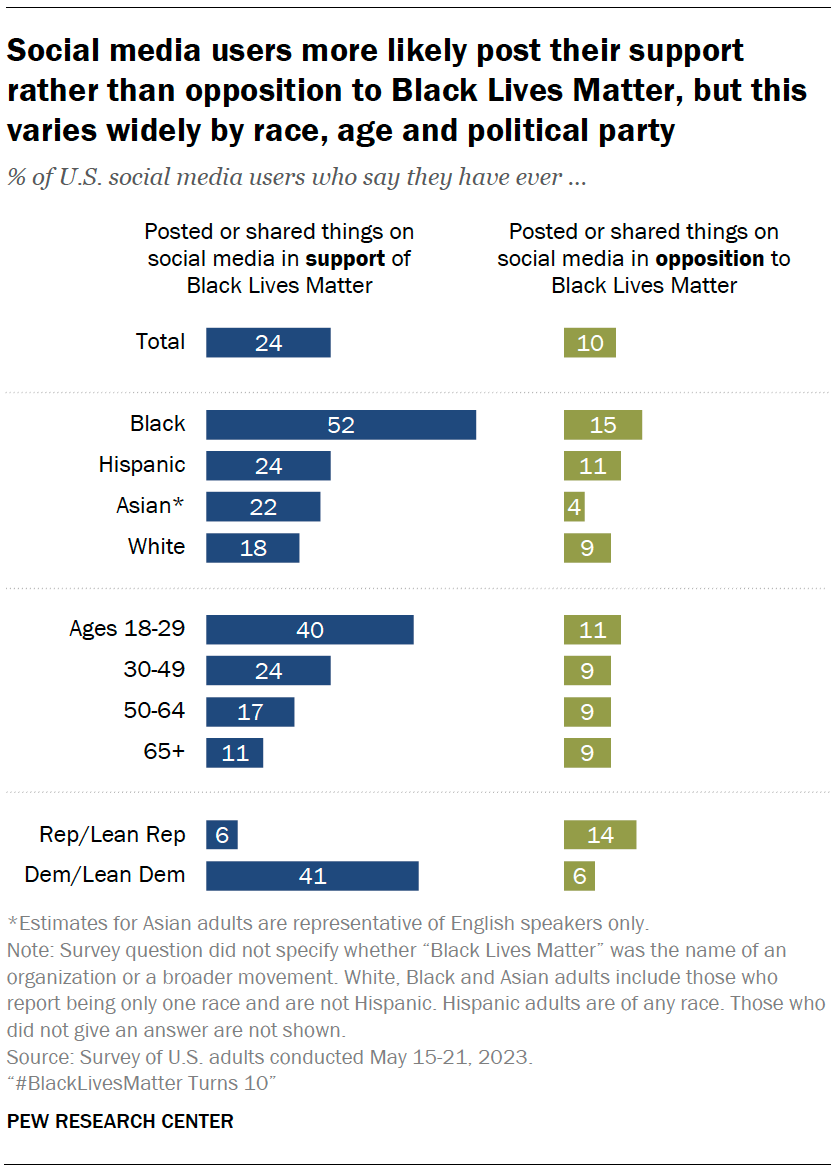 Social media users more likely post their support
rather than opposition to Black Lives Matter, but this
varies widely by race, age and political party
% of U.S. social media users who say they have ever ...
Posted or shared things on
social media in support of
Black Lives Matter
Posted or shared things on
social media in opposition to
Black Lives Matter
Total 24 10
Black 52 15
Hispanic 24 11
Asian* 22 4
White 18 9
Ages 18-29 40 11
30-49 24 9
50-64 17 9
65+ 11 9
Rep/Lean Rep 6 14
Dem/Lean Dem 41 6
*Estimates for Asian adults are representative of English speakers only.
Note: Survey question did not specify whether “Black Lives Matter” was the name of an
organization or a broader movement. White, Black and Asian adults include those who
report being only one race and are not Hispanic. Hispanic adults are of any race. Those who
did not give an answer are not shown.
Source: Survey of U.S. adults conducted May 15-21, 2023.
“#BlackLivesMatter Turns 10”
PEW RESEARCH CENTER